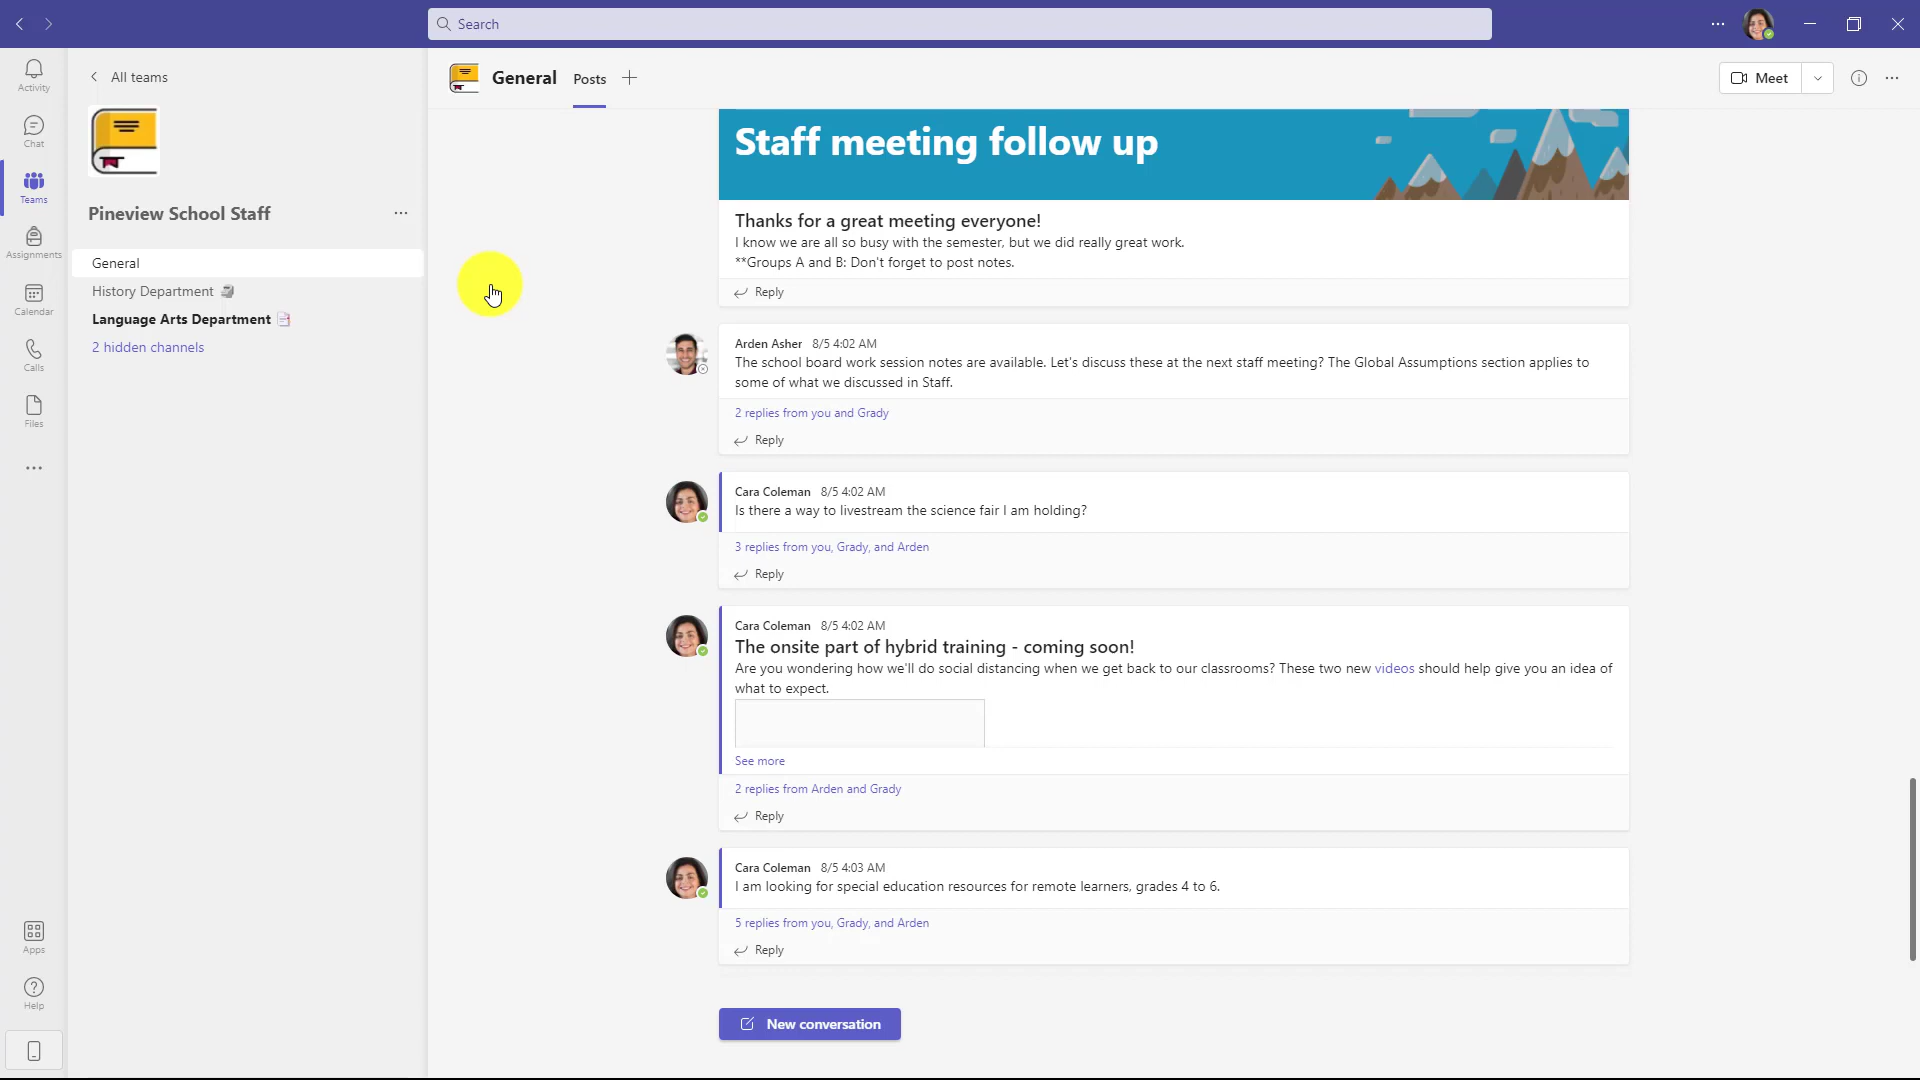 Search
Activity
Chat
Teams
Assignments
Calendar
Calls
Files
Apps
Help
All teams
Pineview School Staff
General
History Department
Language Arts Department
2 hidden channels
General
Posts
Meet
Staff meeting follow up
Thanks for a great meeting everyone!
I know we are all so busy with the semester, but we did really great work.
**Groups A and B: Don't forget to post notes.
Reply
Arden Asher 8/5 4:02 AM
The school board work session notes are available. Let's discuss these at the next staff meeting? The Global Assumptions section applies to
some of what we discussed in Staff.
2 replies from you and Grady
Reply
Cara Coleman 8/5 4:02 AM
Is there a way to livestream the science fair I am holding?
3 replies from you, Grady, and Arden
Reply
Cara Coleman 8/5 4:02 AM
The onsite part of hybrid training - coming soon!
Are you wondering how we'll do social distancing when we get back to our classrooms? These two new videos should help give you an idea of
what to expect.
See more
2 replies from Arden and Grady
Reply
Cara Coleman 8/5 4:03 AM
I am looking for special education resources for remote learners, grades 4 to 6.
5 replies from you, Grady, and Arden
Reply
New conversation